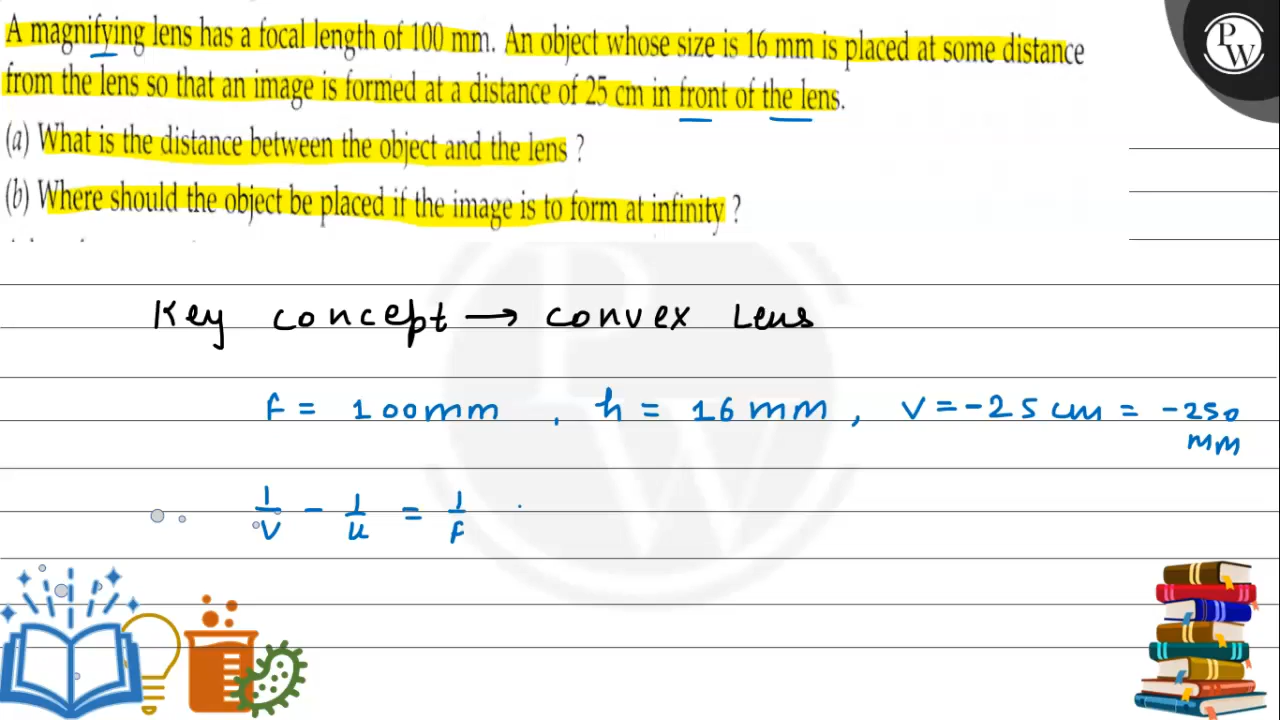 A magnifying lens has a focal length of 100 mm. An object whose size is 16 mm is placed at some distance
from the lens so that an image is formed at a distance of 25 cm in front of the lens.
(a) What is the distance between the object and the lens ?
(b) Where should the object be placed if the image is to form at infinity ?
Key concept → convex Lens
F = 100mm , h = 16 mm , V = -25 cm = -250
mm
1/V - 1/u = 1/F
PW
PW